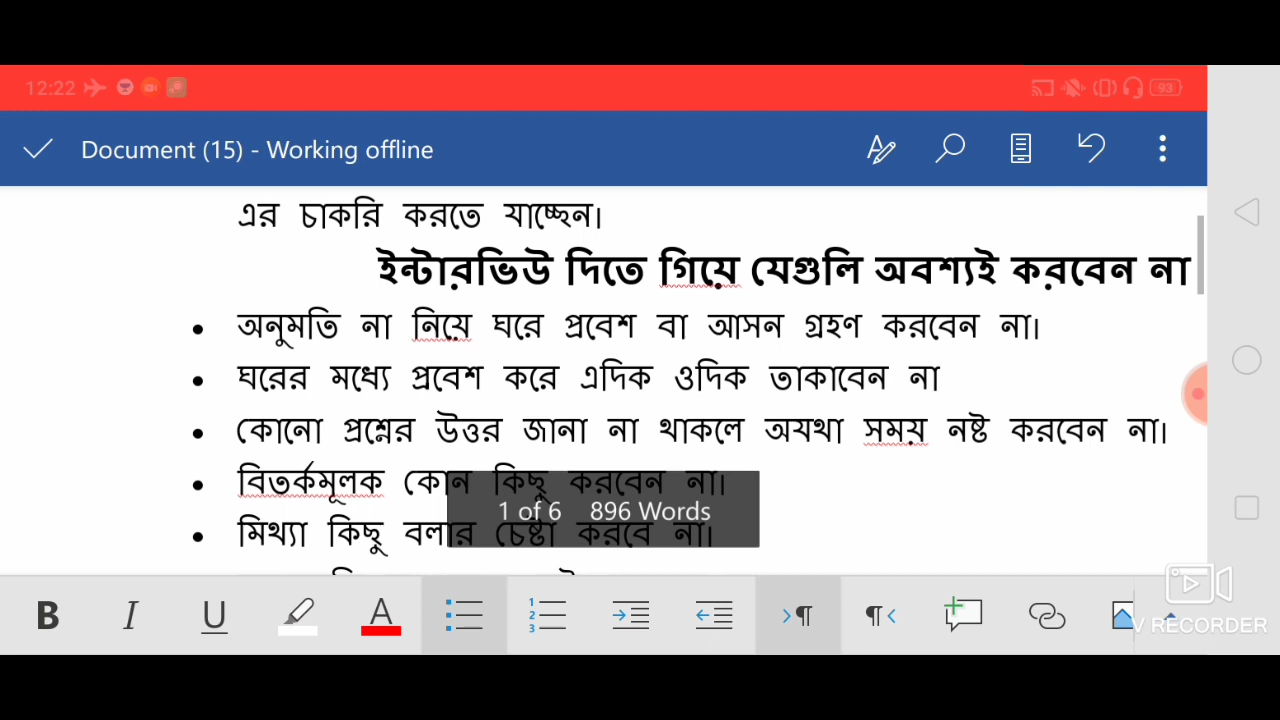 12:22
93
Document (15) - Working offline
এর চাকরি করতে যাচ্ছেন।
ইন্টারভিউ দিতে গিয়ে যেগুলি অবশ্যই করবেন না
• অনুমতি না নিয়ে ঘরে প্রবেশ বা আসন গ্রহণ করবেন না।
• ঘরের মধ্যে প্রবেশ করে এদিক ওদিক তাকাবেন না
• কোনো প্রশ্নের উত্তর জানা না থাকলে অযথা সময় নষ্ট করবেন না।
• বিতর্কমূলক কোন কিছু করবেন না।
1 of 6 896 Words
• মিথ্যা কিছু বলার চেষ্টা করবে না।
B I U A
V RECORDER